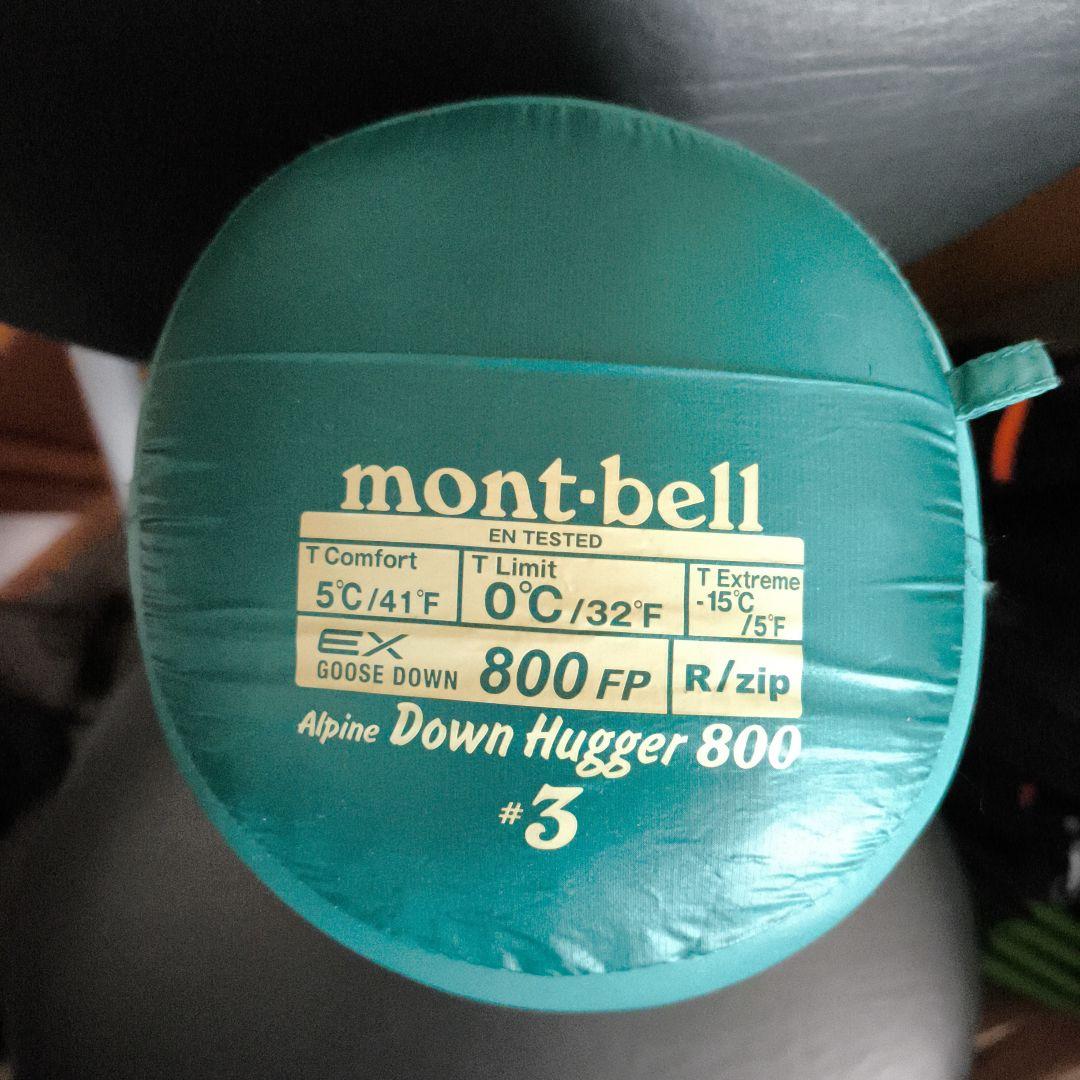 mont-bell
EN TESTED
T Comfort T Limit T Extreme
5℃/41°F 0℃/32°F -15℃
/5°F
EX
GOOSE DOWN 800 FP R/zip
Alpine Down Hugger 800
#3